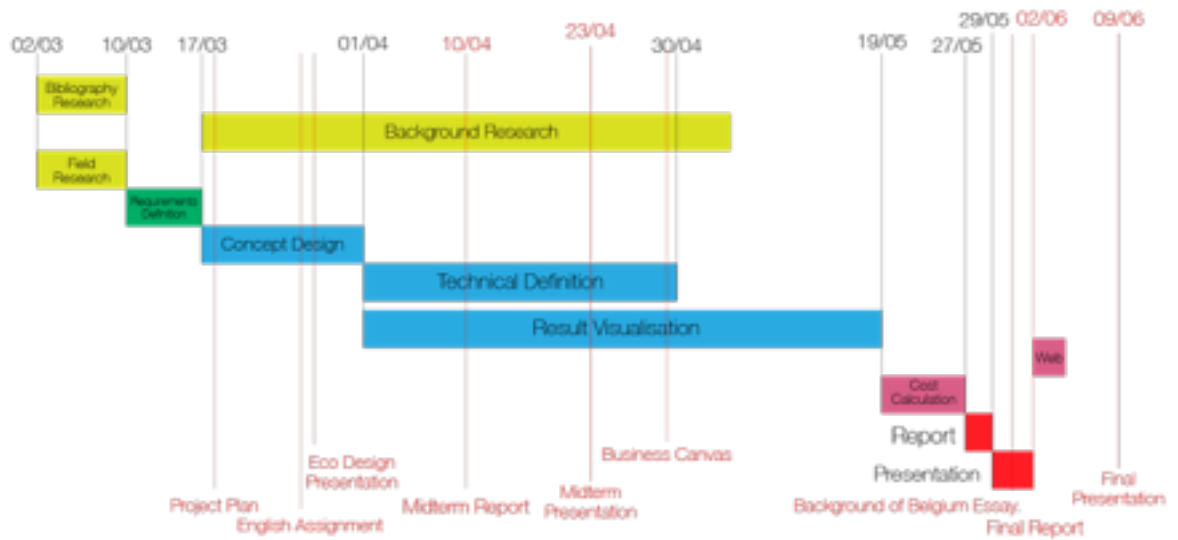 29/05 02/06 09/06
02/03 10/03 17/03 01/04 10/04 23/04 30/04 19/05 27/05
Bibliography
Research
Background Research
Field
Research
Requirements
Definition
Concept Design
Technical Definition
Result Visualisation
Web
Cost
Calculation
Report
Presentation
Eco Design
Presentation
Business Canvas
Project Plan
English Assignment
Midterm Report
Midterm
Presentation
Background of Belgium Essay.
Final Report
Final
Presentation